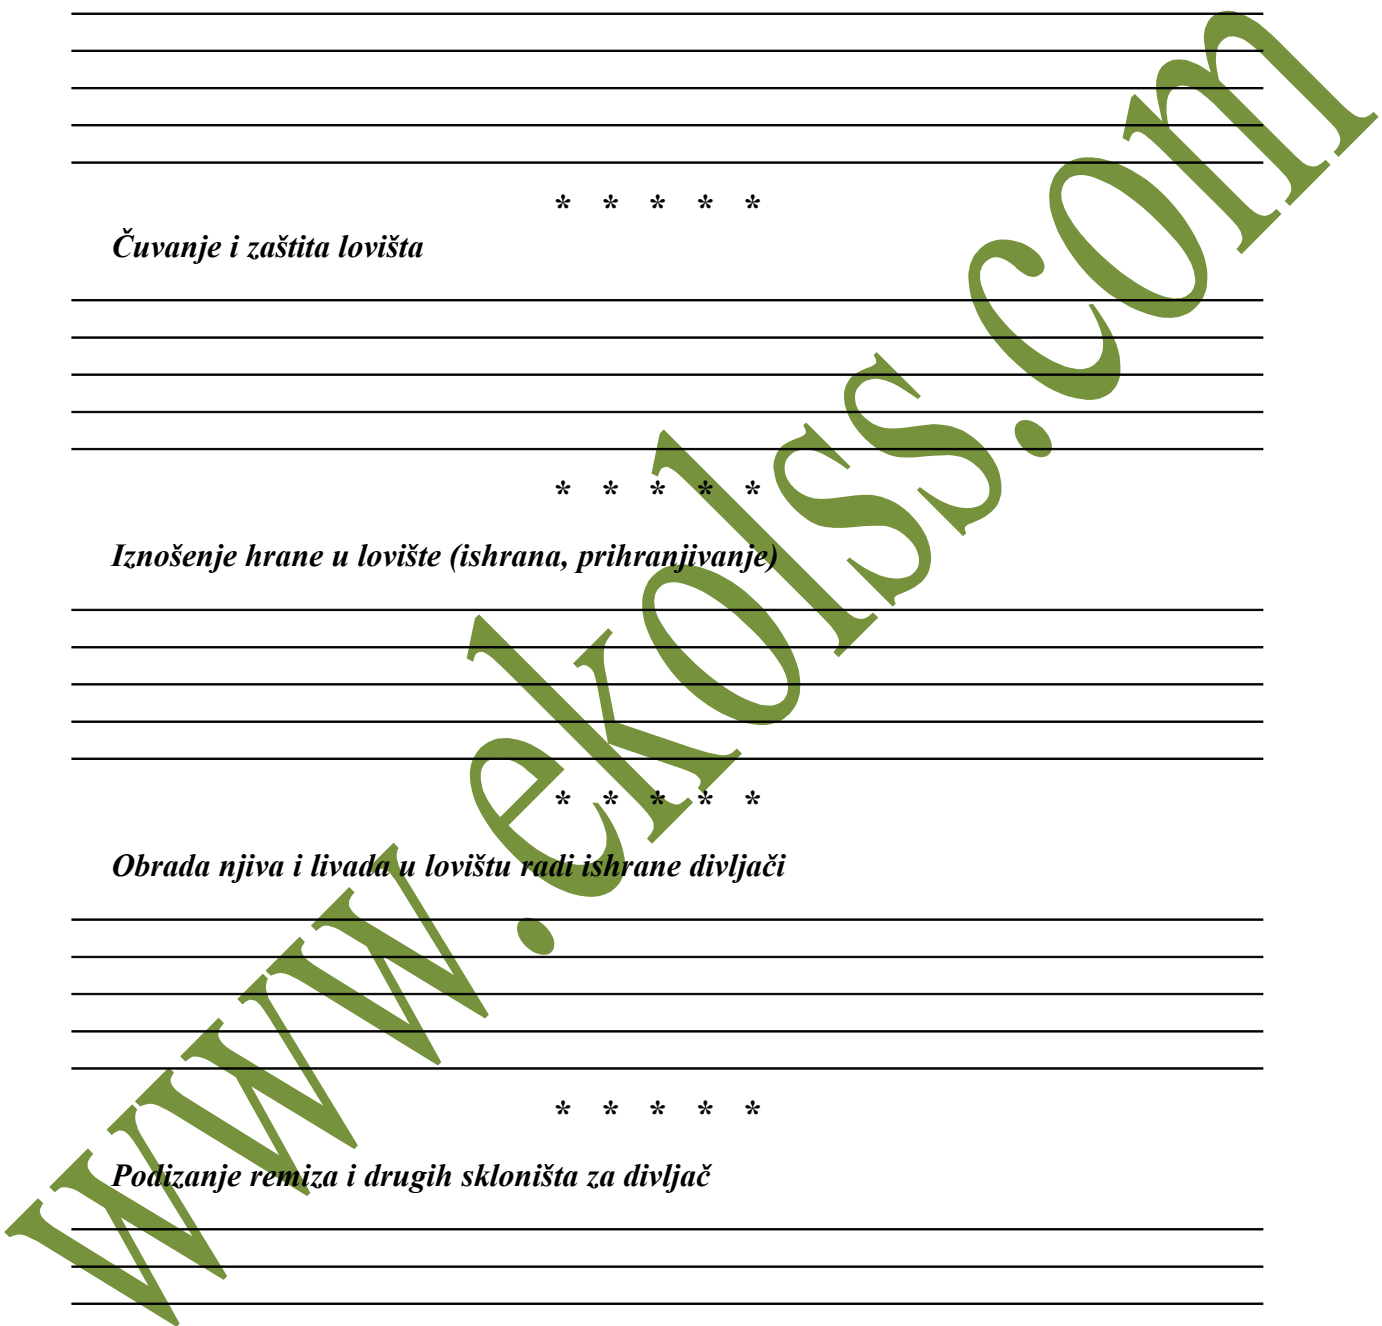 * * * * *
Čuvanje i zaštita lovišta
* * * * *
Iznošenje hrane u lovište (ishrana, prihranjivanje)
* * * * *
Obrada njiva i livada u lovištu radi ishrane divljači
* * * * *
Podizanje remiza i drugih skloništa za divljač
www.ekolss.com